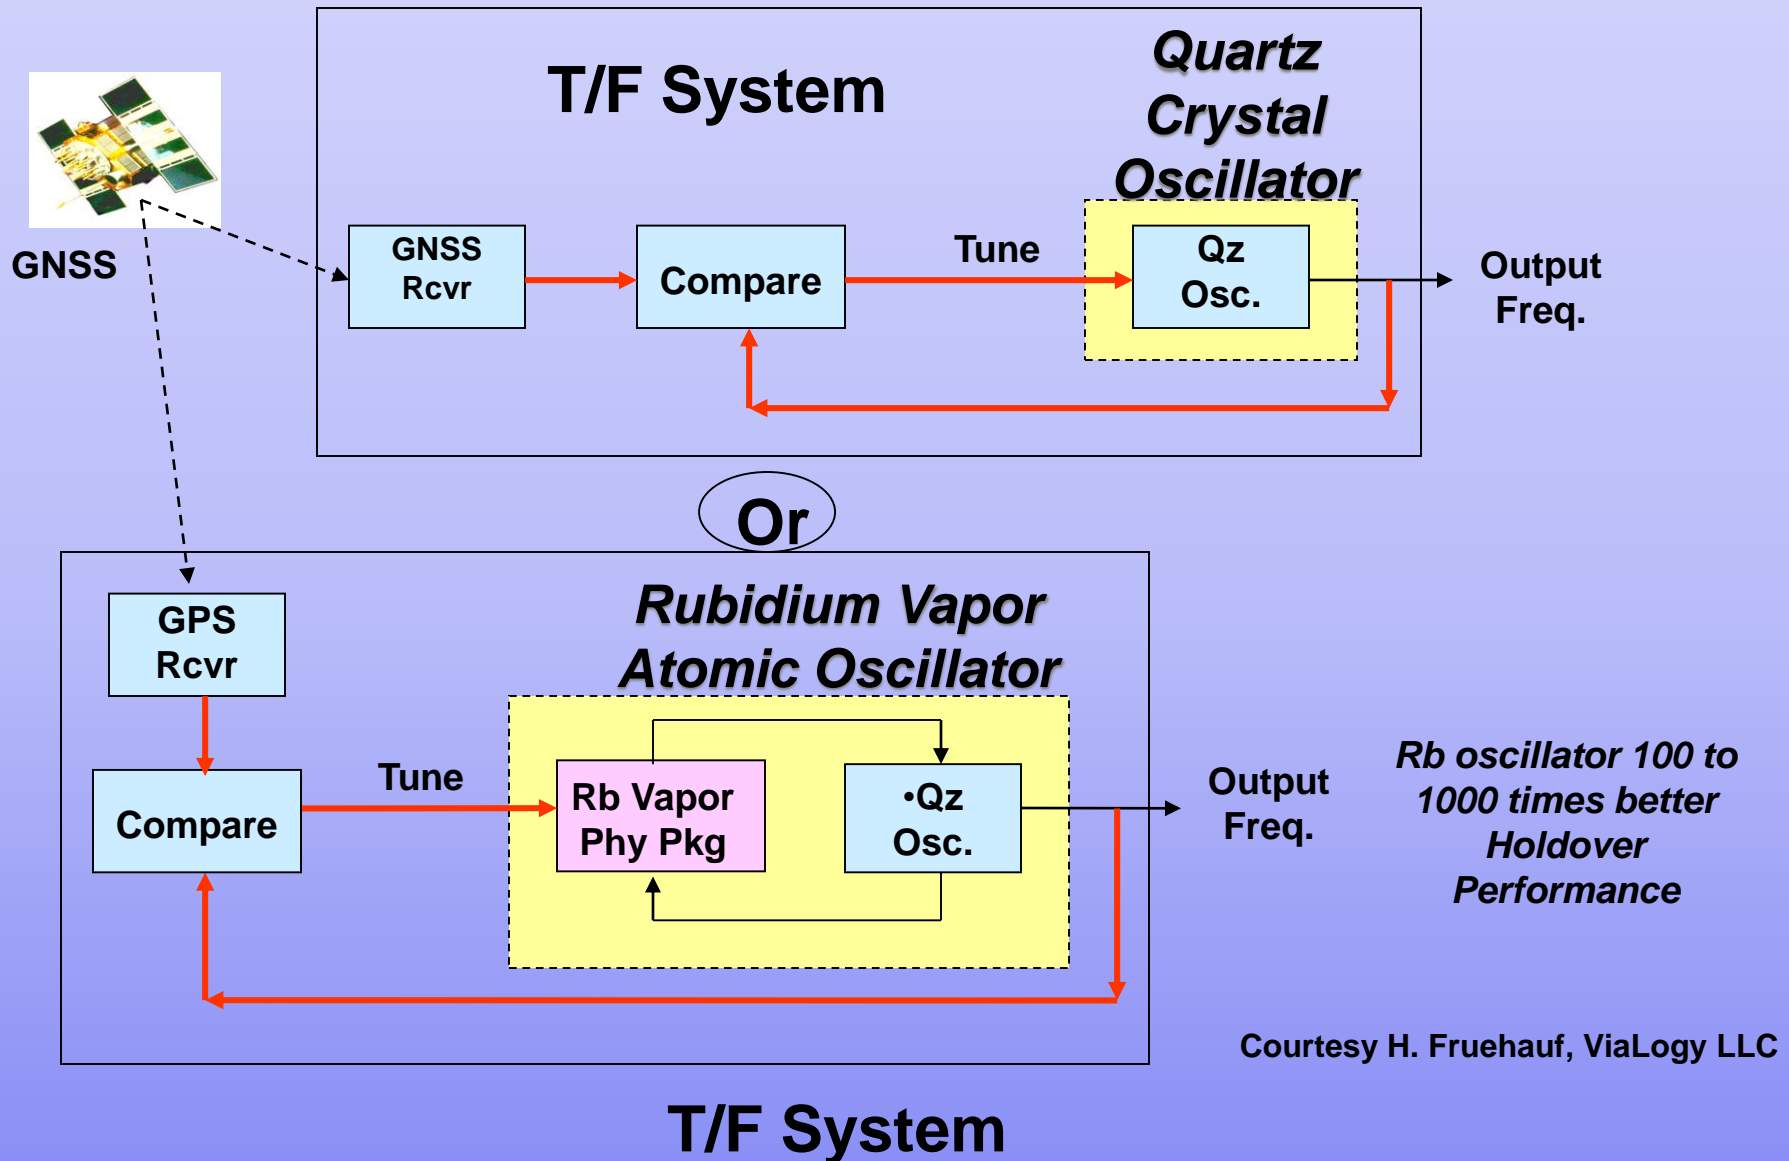 T/F System
Quartz
Crystal
Oscillator
GNSS
GNSS
Rcvr
Compare
Tune
Qz
Osc.
Output
Freq.
Or
Rubidium Vapor
Atomic Oscillator
GPS
Rcvr
Compare
Tune
Rb Vapor
Phy Pkg
•Qz
Osc.
Output
Freq.
Rb oscillator 100 to
1000 times better
Holdover
Performance
Courtesy H. Fruehauf, ViaLogy LLC
T/F System